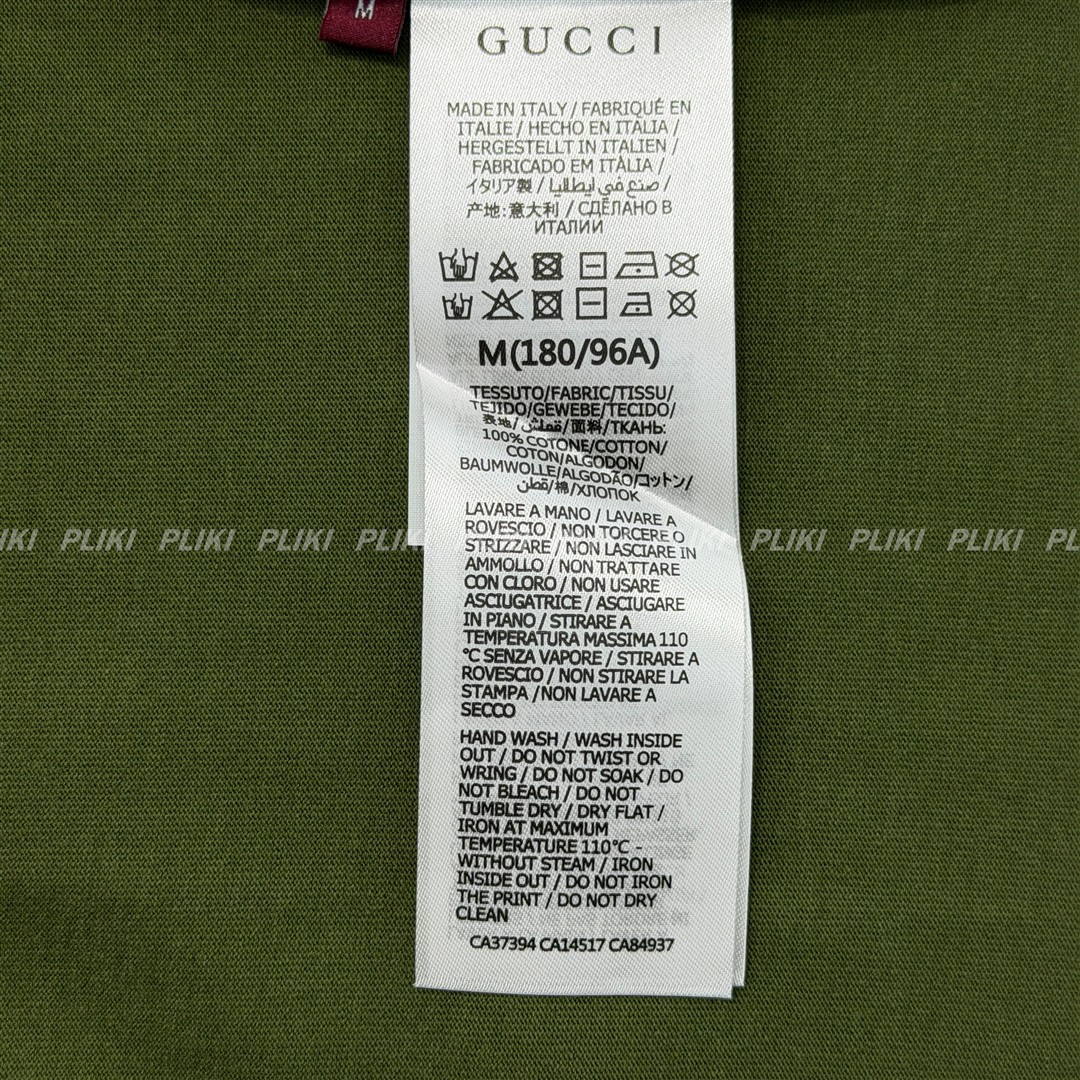 M
GUCCI
MADE IN ITALY / FABRIQUÉ EN
ITALIE / HECHO EN ITALIA /
HERGESTELLT IN ITALIEN /
FABRICADO EM ITÀLIA /
イタリア製 / صنع في ايطاليا /
产地:意大利 / СДЕЛАНО В
ИТАЛИИ
M(180/96A)
TESSUTO/FABRIC/TISSU/
TEJIDO/GEWEBE/TECIDO/
表地/قماش/面料/ТКАНЬ:
100% COTONE/COTTON/
COTON/ALGODON/
BAUMWOLLE/ALGODÃO/コットン/
قطن/棉/ХЛОПОК
LAVARE A MANO / LAVARE A
ROVESCIO / NON TORCERE O
STRIZZARE / NON LASCIARE IN
AMMOLLO / NON TRATTARE
CON CLORO / NON USARE
ASCIUGATRICE / ASCIUGARE
IN PIANO / STIRARE A
TEMPERATURA MASSIMA 110
°C SENZA VAPORE / STIRARE A
ROVESCIO / NON STIRARE LA
STAMPA /NON LAVARE A
SECCO
HAND WASH / WASH INSIDE
OUT / DO NOT TWIST OR
WRING / DO NOT SOAK / DO
NOT BLEACH / DO NOT
TUMBLE DRY / DRY FLAT /
IRON AT MAXIMUM
TEMPERATURE 110°C -
WITHOUT STEAM / IRON
INSIDE OUT / DO NOT IRON
THE PRINT / DO NOT DRY
CLEAN
CA37394 CA14517 CA84937
IKI PLIKI PLIKI PLIKI PLIKI PLIKI PLIKI PLIKI PLIKI PLIKI PLIKI PL